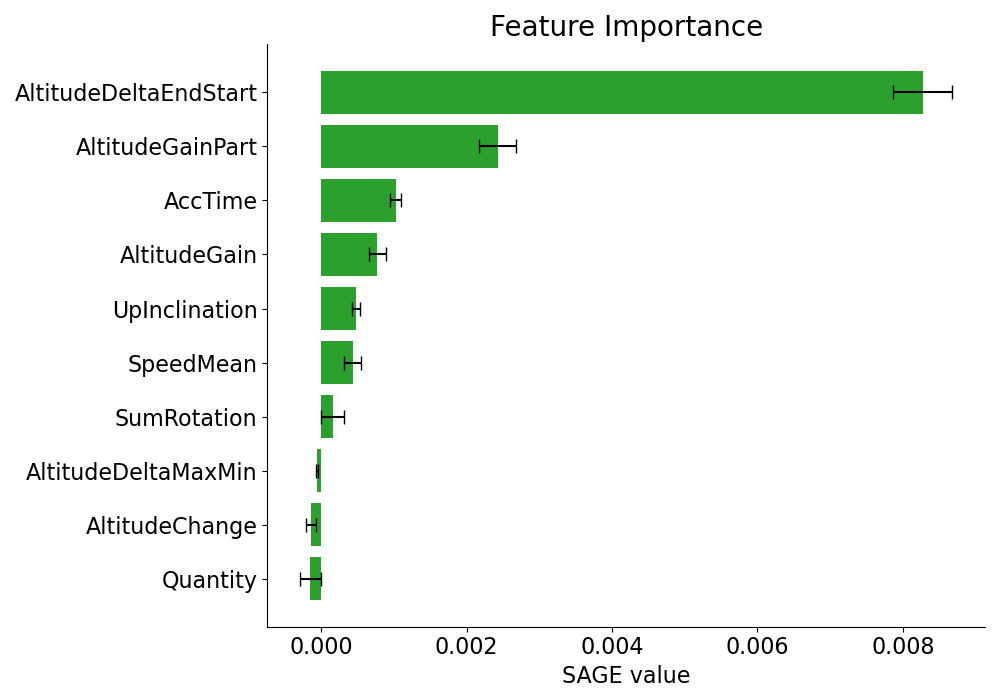 Feature Importance
AltitudeDeltaEndStart
AltitudeGainPart
AccTime
AltitudeGain
UpInclination
SpeedMean
SumRotation
AltitudeDeltaMaxMin
AltitudeChange
Quantity
0.000 0.002 0.004 0.006 0.008
SAGE value